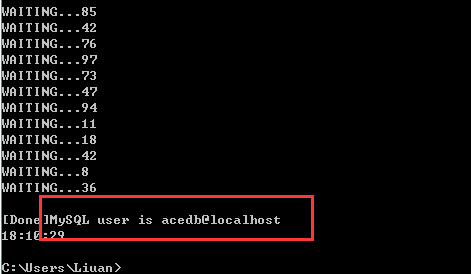 WAITING...85
WAITING...42
WAITING...76
WAITING...97
WAITING...73
WAITING...47
WAITING...94
WAITING...11
WAITING...18
WAITING...42
WAITING...8
WAITING...36
[Done]MySQL user is acedb@localhost
18:10:29
C:\Users\Liuan>